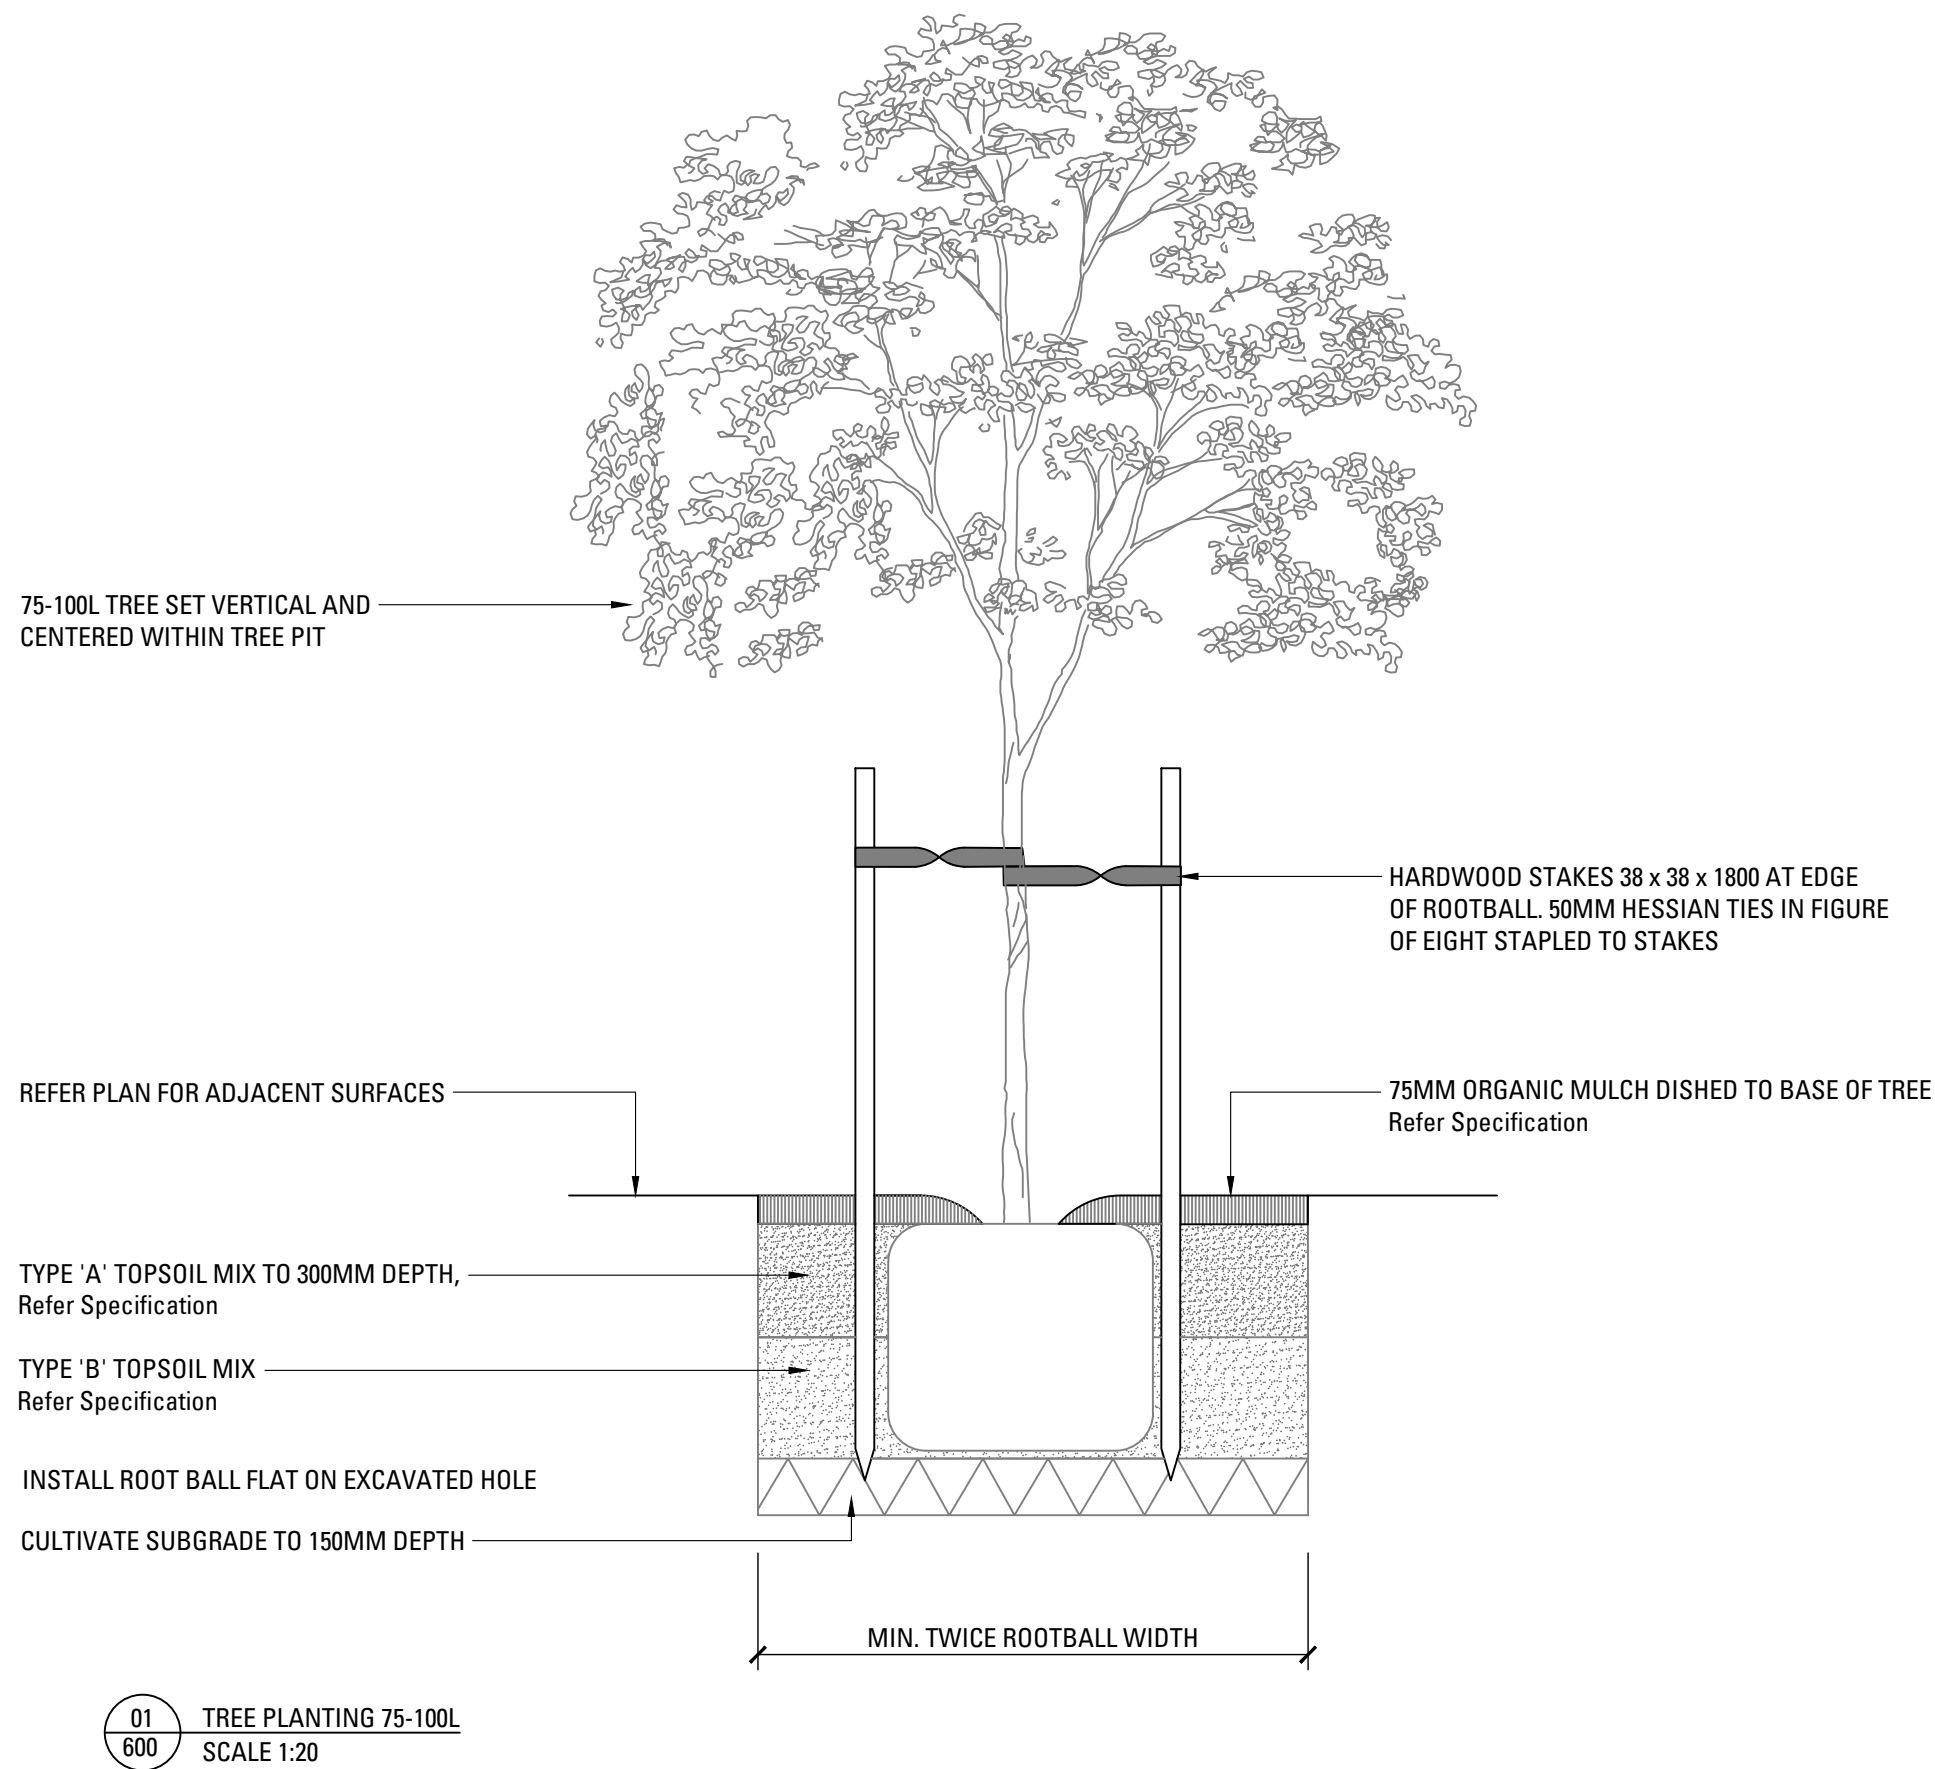 75-100L TREE SET VERTICAL AND
CENTERED WITHIN TREE PIT
HARDWOOD STAKES 38 x 38 x 1800 AT EDGE
OF ROOTBALL. 50MM HESSIAN TIES IN FIGURE
OF EIGHT STAPLED TO STAKES
REFER PLAN FOR ADJACENT SURFACES
75MM ORGANIC MULCH DISHED TO BASE OF TREE
Refer Specification
TYPE 'A' TOPSOIL MIX TO 300MM DEPTH,
Refer Specification
TYPE 'B' TOPSOIL MIX
Refer Specification
INSTALL ROOT BALL FLAT ON EXCAVATED HOLE
CULTIVATE SUBGRADE TO 150MM DEPTH
MIN. TWICE ROOTBALL WIDTH
01
600
TREE PLANTING 75-100L
SCALE 1:20